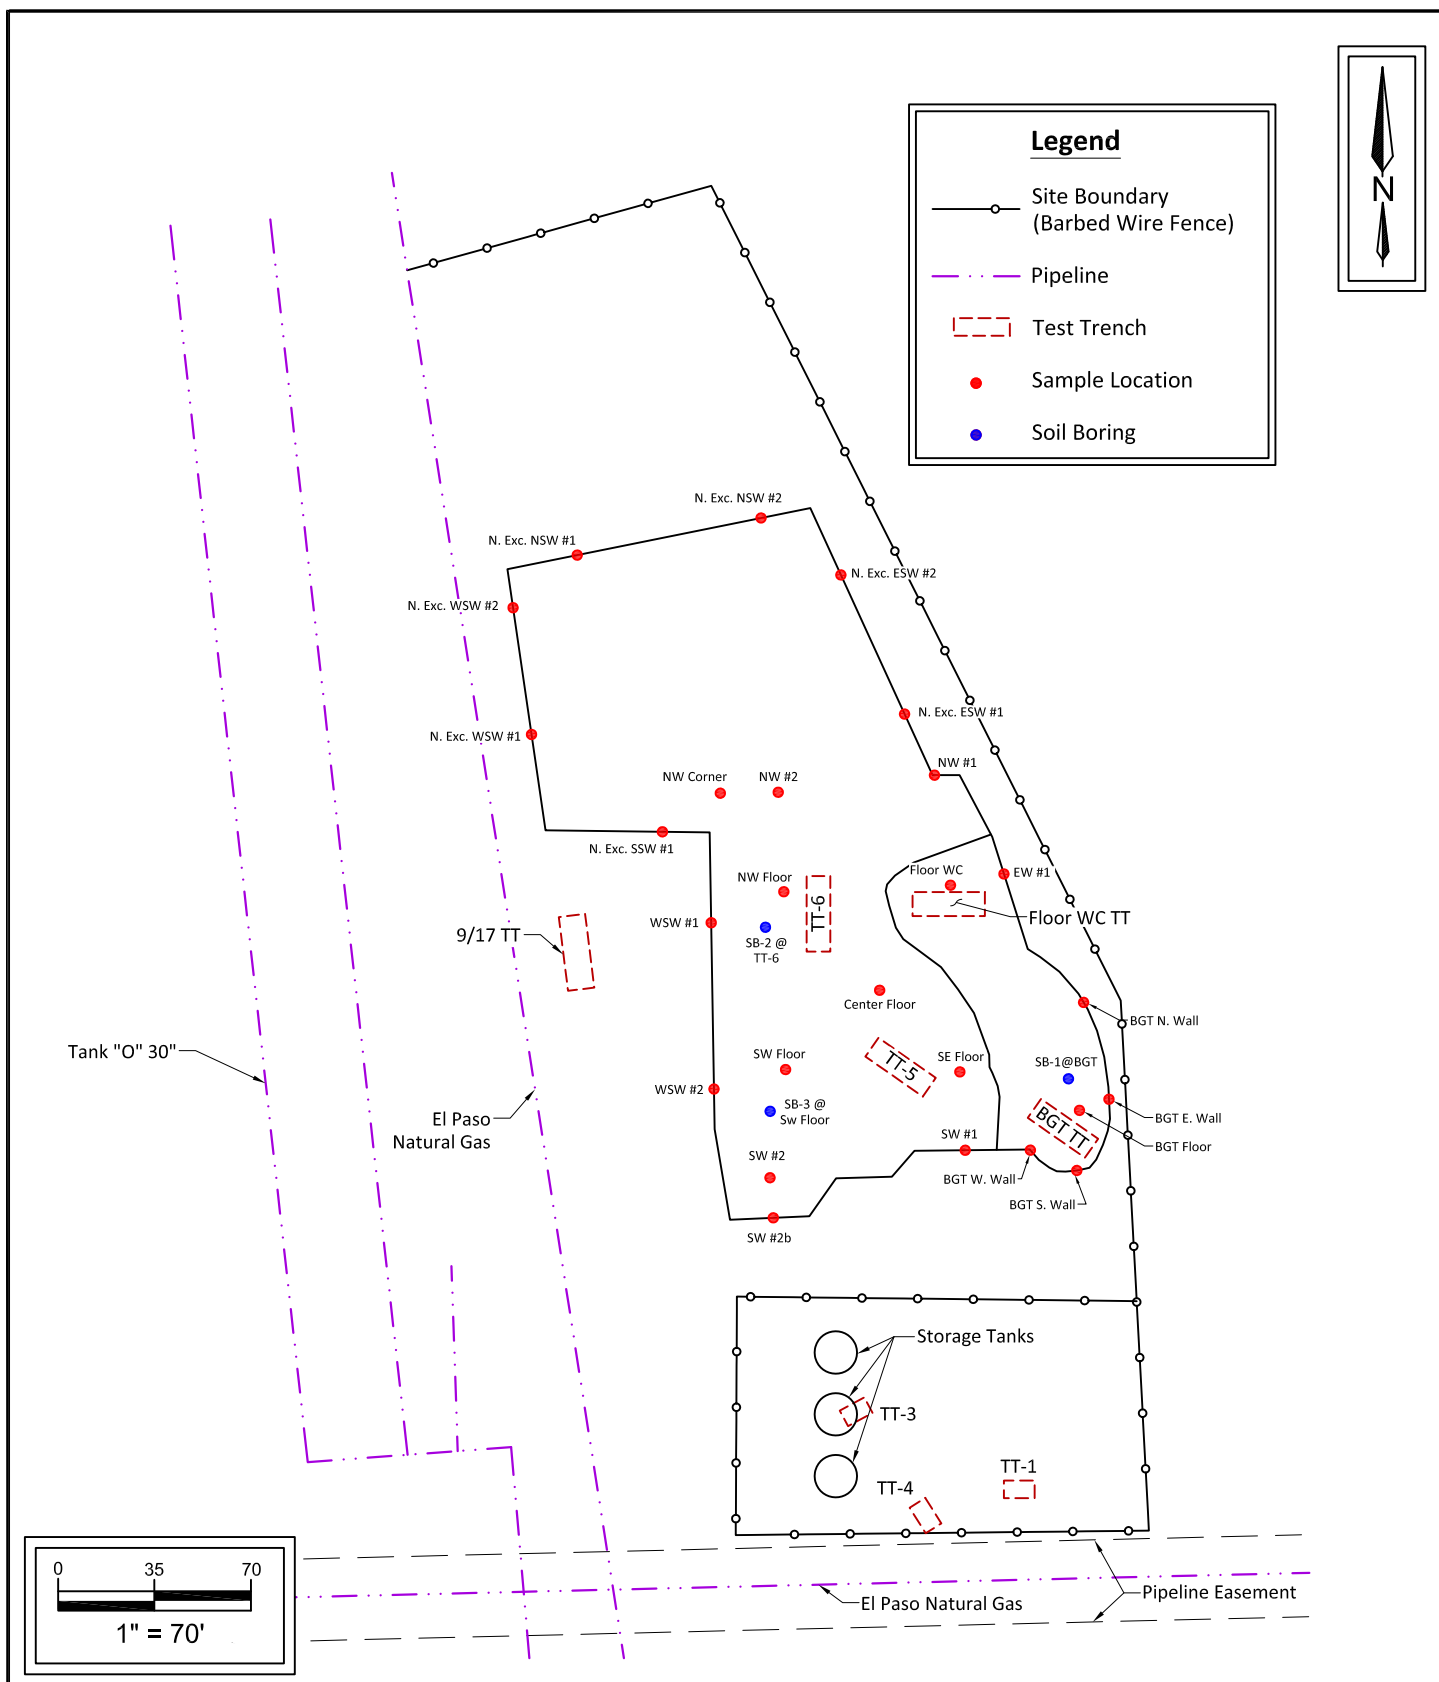 Legend
Site Boundary
(Barbed Wire Fence)
Pipeline
Test Trench
Sample Location
Soil Boring
N
N. Exc. NSW #2
N. Exc. NSW #1
N. Exc. ESW #2
N. Exc. WSW #2
N. Exc. ESW #1
N. Exc. WSW #1
NW #1
NW Corner
NW #2
N. Exc. SSW #1
Floor WC
EW #1
NW Floor
TT-6
WSW #1
Floor WC TT
9/17 TT
SB-2 @
TT-6
Center Floor
BGT N. Wall
Tank "O" 30"
SW Floor
TT-5
SE Floor
SB-1@BGT
WSW #2
SB-3 @
Sw Floor
El Paso
Natural Gas
BGT TT
BGT E. Wall
BGT Floor
SW #1
SW #2
BGT W. Wall
BGT S. Wall
SW #2b
Storage Tanks
TT-3
TT-1
TT-4
0 35 70
1" = 70'
El Paso Natural Gas
Pipeline Easement